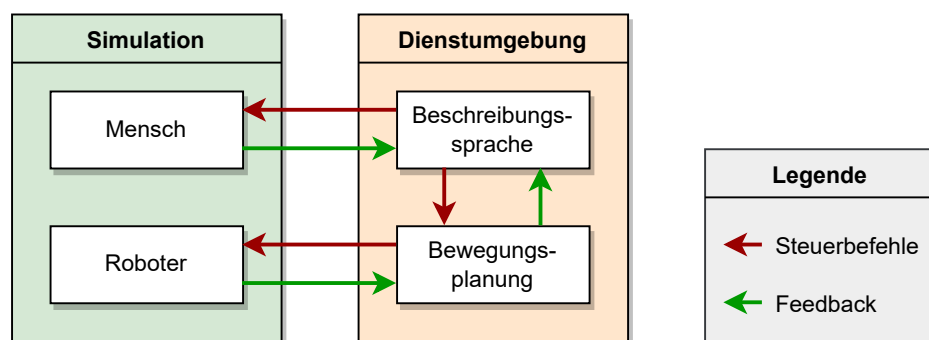 Simulation
Dienstumgebung
Mensch
Beschreibungs-
sprache
Roboter
Bewegungs-
planung
Legende
Steuerbefehle
Feedback